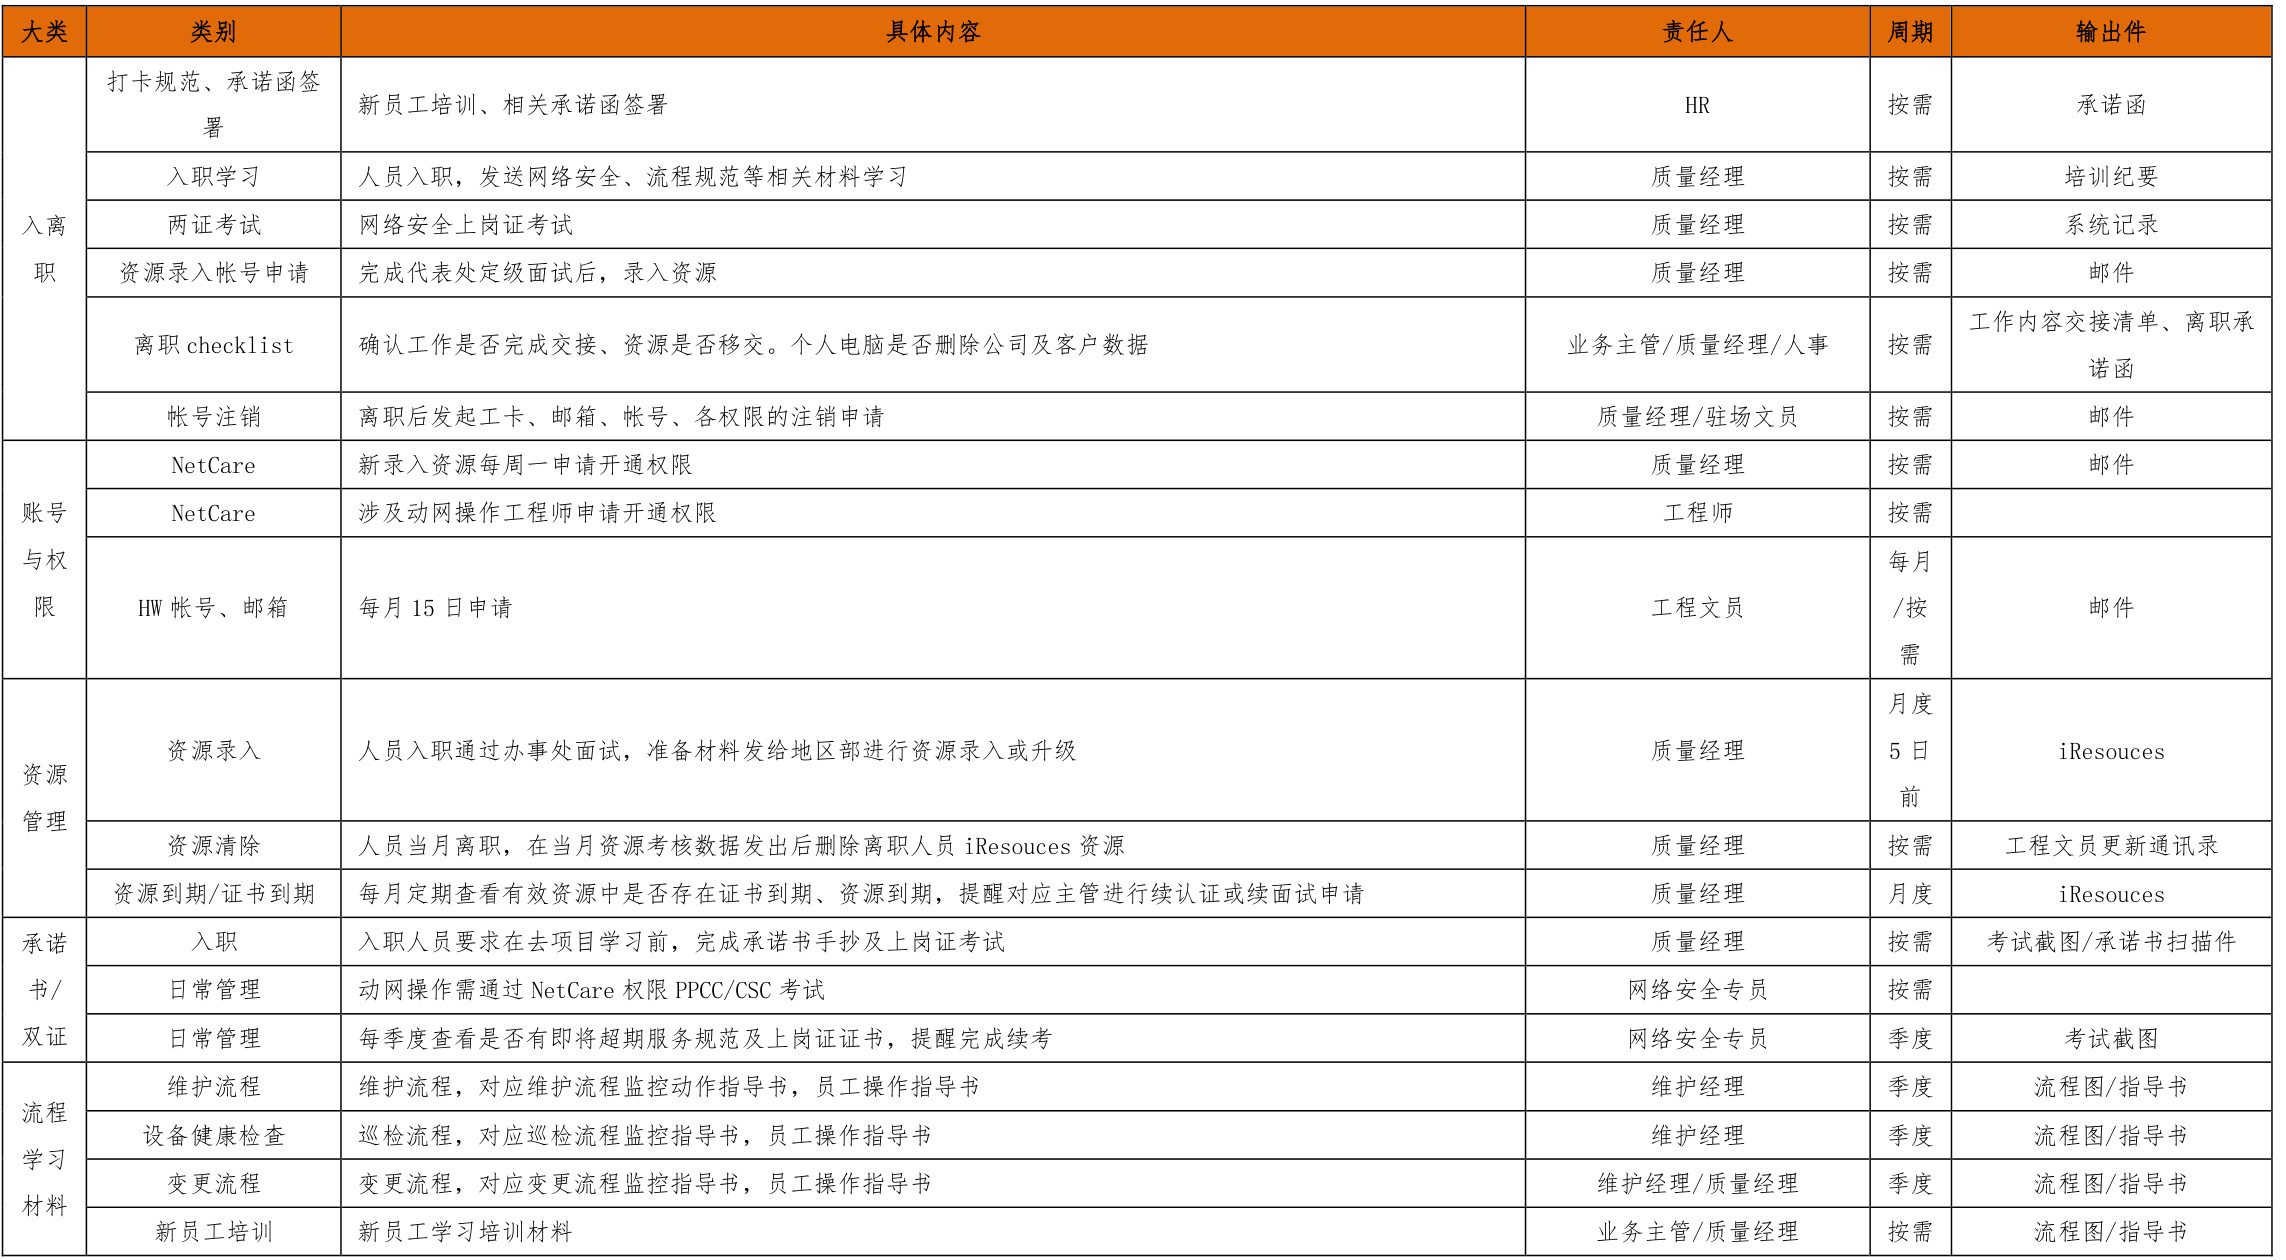 大类 类别 具体内容 责任人 周期 输出件
入离
职
打卡规范、承诺函签
署
新员工培训、相关承诺函签署 HR 按需 承诺函
入职学习 人员入职，发送网络安全、流程规范等相关材料学习 质量经理 按需 培训纪要
两证考试 网络安全上岗证考试 质量经理 按需 系统记录
资源录入帐号申请 完成代表处定级面试后，录入资源 质量经理 按需 邮件
离职 checklist 确认工作是否完成交接、资源是否移交。个人电脑是否删除公司及客户数据 业务主管/质量经理/人事 按需
工作内容交接清单、离职承
诺函
帐号注销 离职后发起工卡、邮箱、帐号、各权限的注销申请 质量经理/驻场文员 按需 邮件
账号
与权
限
NetCare 新录入资源每周一申请开通权限 质量经理 按需 邮件
NetCare 涉及动网操作工程师申请开通权限 工程师 按需
HW 帐号、邮箱 每月 15 日申请 工程文员
每月
/按
需
邮件
资源
管理
资源录入 人员入职通过办事处面试，准备材料发给地区部进行资源录入或升级 质量经理
月度
5 日
前
iResouces
资源清除 人员当月离职，在当月资源考核数据发出后删除离职人员 iResouces 资源 质量经理 按需 工程文员更新通讯录
资源到期/证书到期 每月定期查看有效资源中是否存在证书到期、资源到期，提醒对应主管进行续认证或续面试申请 质量经理 月度 iResouces
承诺
书/
双证
入职 入职人员要求在去项目学习前，完成承诺书手抄及上岗证考试 质量经理 按需 考试截图/承诺书扫描件
日常管理 动网操作需通过 NetCare 权限 PPCC/CSC 考试 网络安全专员 按需
日常管理 每季度查看是否有即将超期服务规范及上岗证证书，提醒完成续考 网络安全专员 季度 考试截图
流程
学习
材料
维护流程 维护流程，对应维护流程监控动作指导书，员工操作指导书 维护经理 季度 流程图/指导书
设备健康检查 巡检流程，对应巡检流程监控指导书，员工操作指导书 维护经理 季度 流程图/指导书
变更流程 变更流程，对应变更流程监控指导书，员工操作指导书 维护经理/质量经理 季度 流程图/指导书
新员工培训 新员工学习培训材料 业务主管/质量经理 按需 流程图/指导书